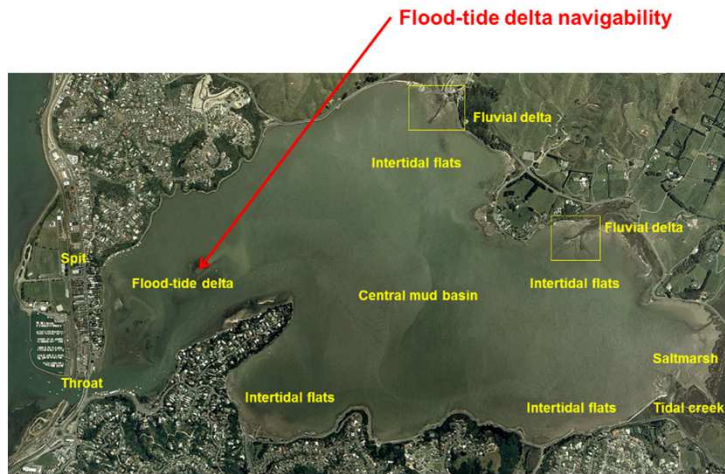 Flood-tide delta navigability
Fluvial delta
Intertidal flats
Fluvial delta
Spit
Flood-tide delta
Central mud basin
Intertidal flats
Saltmarsh
Throat
Intertidal flats
Intertidal flats
Tidal creek